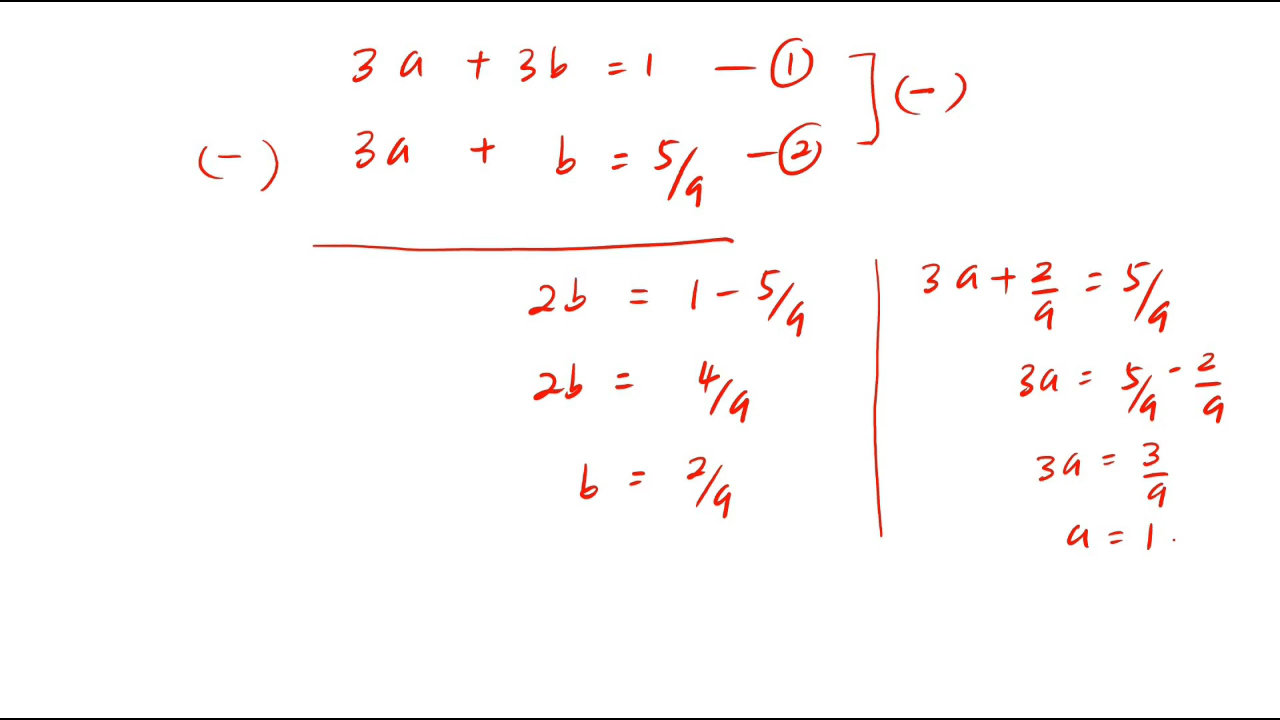 3a + 3b = 1 - ①
(-)
(-) 3a + b = 5/9 - ②
2b = 1 - 5/9
2b = 4/9
b = 2/9
3a + 2/9 = 5/9
3a = 5/9 - 2/9
3a = 3/9
a = 1